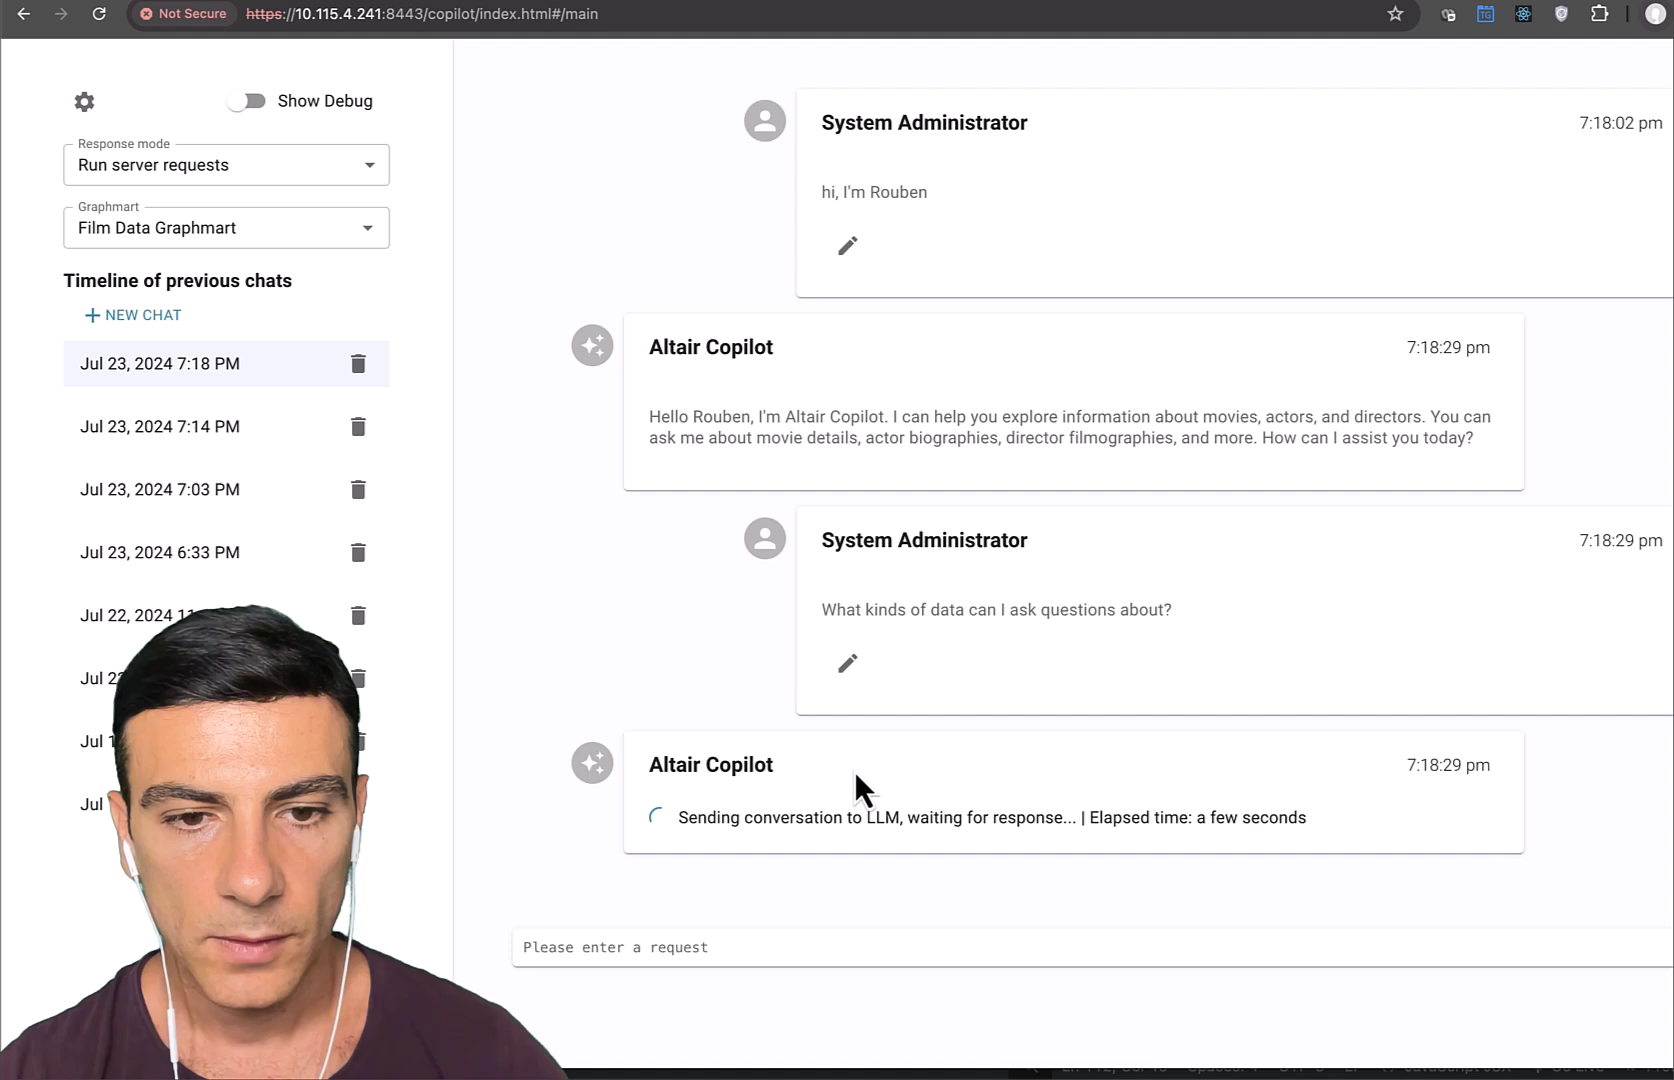 Not Secure https://10.115.4.241:8443/copilot/index.html#/main
TG
Show Debug
Response mode
Run server requests
Graphmart
Film Data Graphmart
Timeline of previous chats
NEW CHAT
Jul 23, 2024 7:18 PM
Jul 23, 2024 7:14 PM
Jul 23, 2024 7:03 PM
Jul 23, 2024 6:33 PM
Jul 22, 2024
Jul
Jul
Jul
System Administrator 7:18:02 pm
hi, I'm Rouben
Altair Copilot 7:18:29 pm
Hello Rouben, I'm Altair Copilot. I can help you explore information about movies, actors, and directors. You can
ask me about movie details, actor biographies, director filmographies, and more. How can I assist you today?
System Administrator 7:18:29 pm
What kinds of data can I ask questions about?
Altair Copilot 7:18:29 pm
Sending conversation to LLM, waiting for response... | Elapsed time: a few seconds
Please enter a request